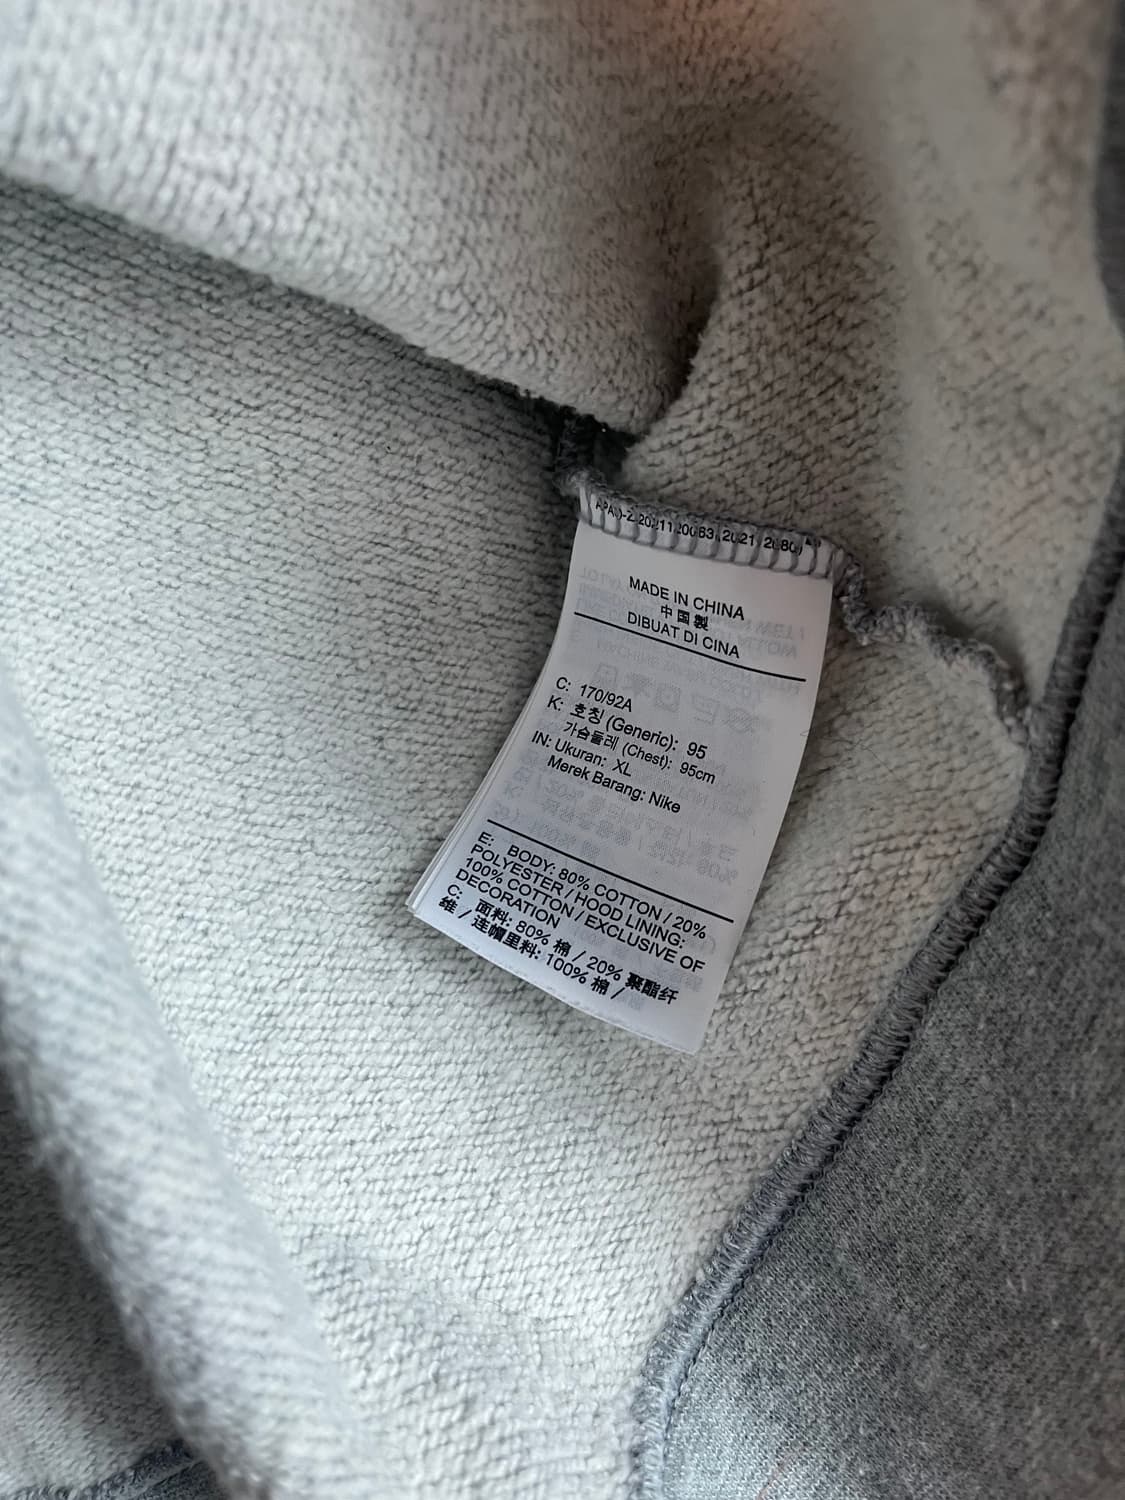 MADE IN CHINA
中国製
DIBUAT DI CINA
C: 170/92A
K: 호칭 (Generic): 95
가슴둘레 (Chest): 95cm
IN: Ukuran: XL
Merek Barang: Nike
E: BODY: 80% COTTON / 20%
POLYESTER / HOOD LINING:
100% COTTON / EXCLUSIVE OF
DECORATION
C: 面料: 80% 棉 / 20% 聚酯纤
维 / 连帽里料: 100% 棉 /